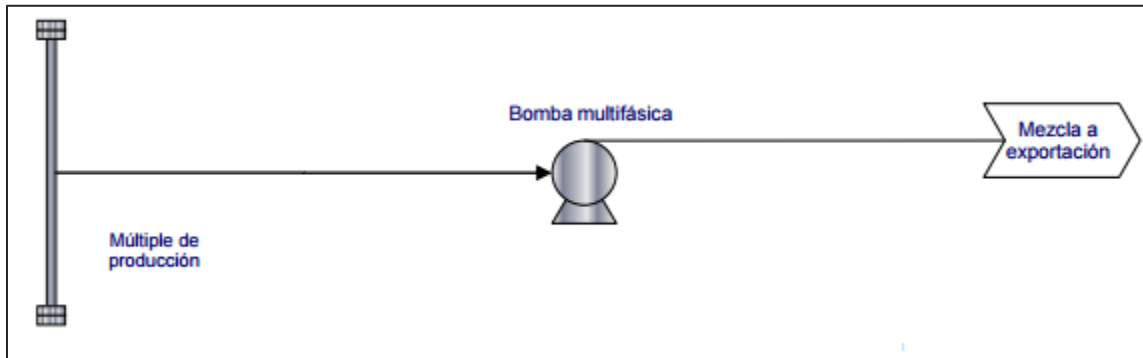 Bomba multifásica
Mezcla a
exportación
Múltiple de
producción